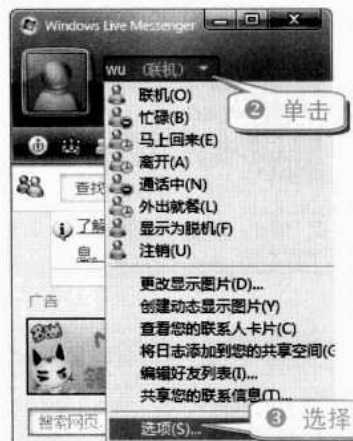 Windows Live Messenger
wu (联机)
联机(O)
❷ 单击
忙碌(B)
马上回来(E)
离开(A)
通话中(N)
查找
外出就餐(L)
显示为脱机(F)
了解
注销(U)
息。
更改显示图片(D)...
创建动态显示图片(Y)
广告
查看您的联系人卡片(C)
将日志添加到您的共享空间(G
编辑好友列表(I)...
共享您的联系信息(T)...
搜索网页
选项(S)...
❸ 选择